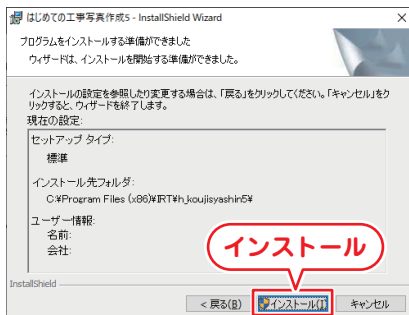 はじめての工事写真作成5 - InstallShield Wizard
プログラムをインストールする準備ができました
ウィザードは、インストールを開始する準備ができました。
インストールの設定を参照したり変更する場合は、「戻る」をクリックしてください。「キャンセル」をク
リックすると、ウィザードを終了します。
現在の設定:
セットアップ タイプ:
標準
インストール先フォルダ:
C:¥Program Files (x86)¥IRT¥h_koujisyashin5¥
ユーザー情報:
名前:
会社:
インストール
InstallShield
< 戻る(B)
インストール(I)
キャンセル